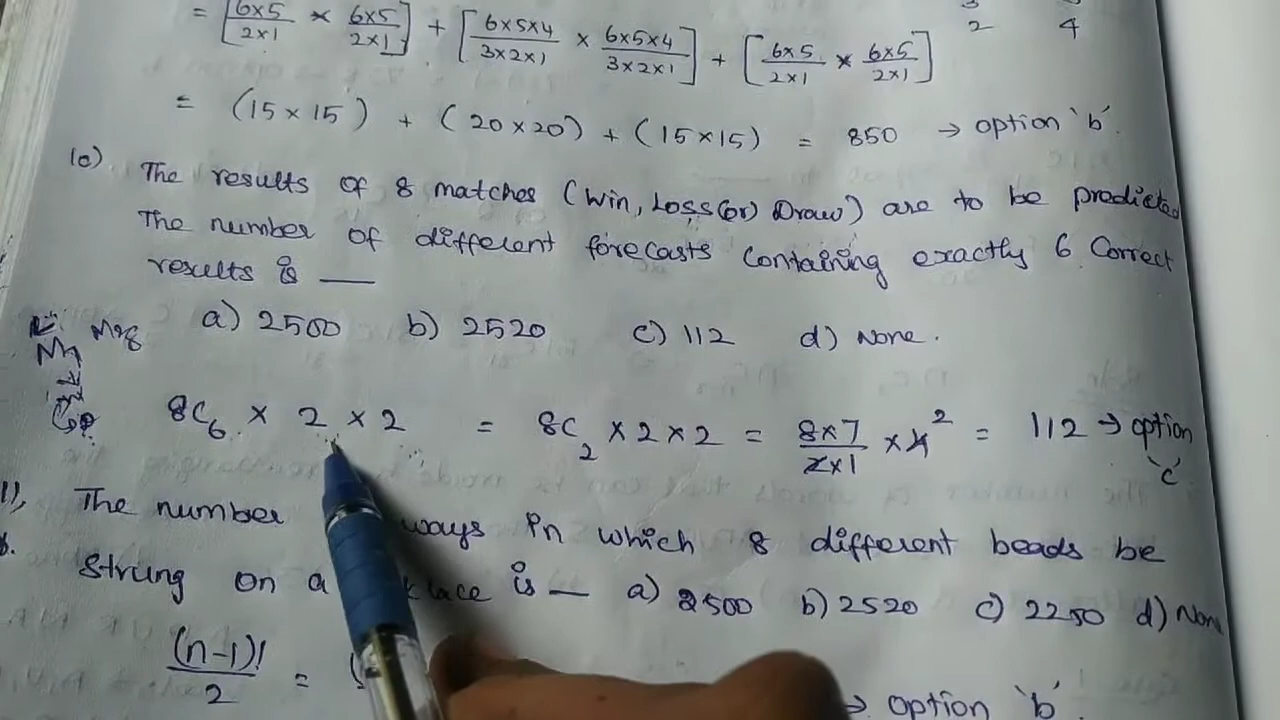 = [6×5/2×1 × 6×5/2×1] + [6×5×4/3×2×1 × 6×5×4/3×2×1] + [6×5/2×1 × 6×5/2×1]
2 4
= (15×15) + (20×20) + (15×15) = 850 → option 'b'.
10). The results of 8 matches (Win, Loss (or) Draw) are to be predicted
The number of different forecasts containing exactly 6 correct
results is __
a) 2500 b) 2520 c) 112 d) None.
8C6 × 2 × 2 = 8C2 × 2 × 2 = 8×7/2×1 × 4 2 = 112 → option 'c'
11), The number ways in which 8 different beads be
strung on a is __ a) 2500 b) 2520 c) 2250 d) None
(n-1)!/2 = (
→ option 'b'